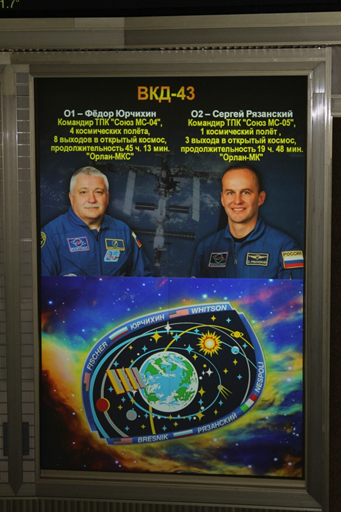 1.7"
ВКД-43
О1 – Фёдор Юрчихин
Командир ТПК "Союз МС-04",
4 космических полёта,
8 выходов в открытый космос,
продолжительность 45 ч. 13 мин.
"Орлан-МКС"
О2 – Сергей Рязанский
Командир ТПК "Союз МС-05",
1 космический полёт ,
3 выхода в открытый космос,
продолжительность 19 ч. 48 мин.
"Орлан-МК"
РОССИЯ
FISCHER
ЮРЧИХИН
WHITSON
NESPOLI
РЯЗАНСКИЙ
BRESNIK